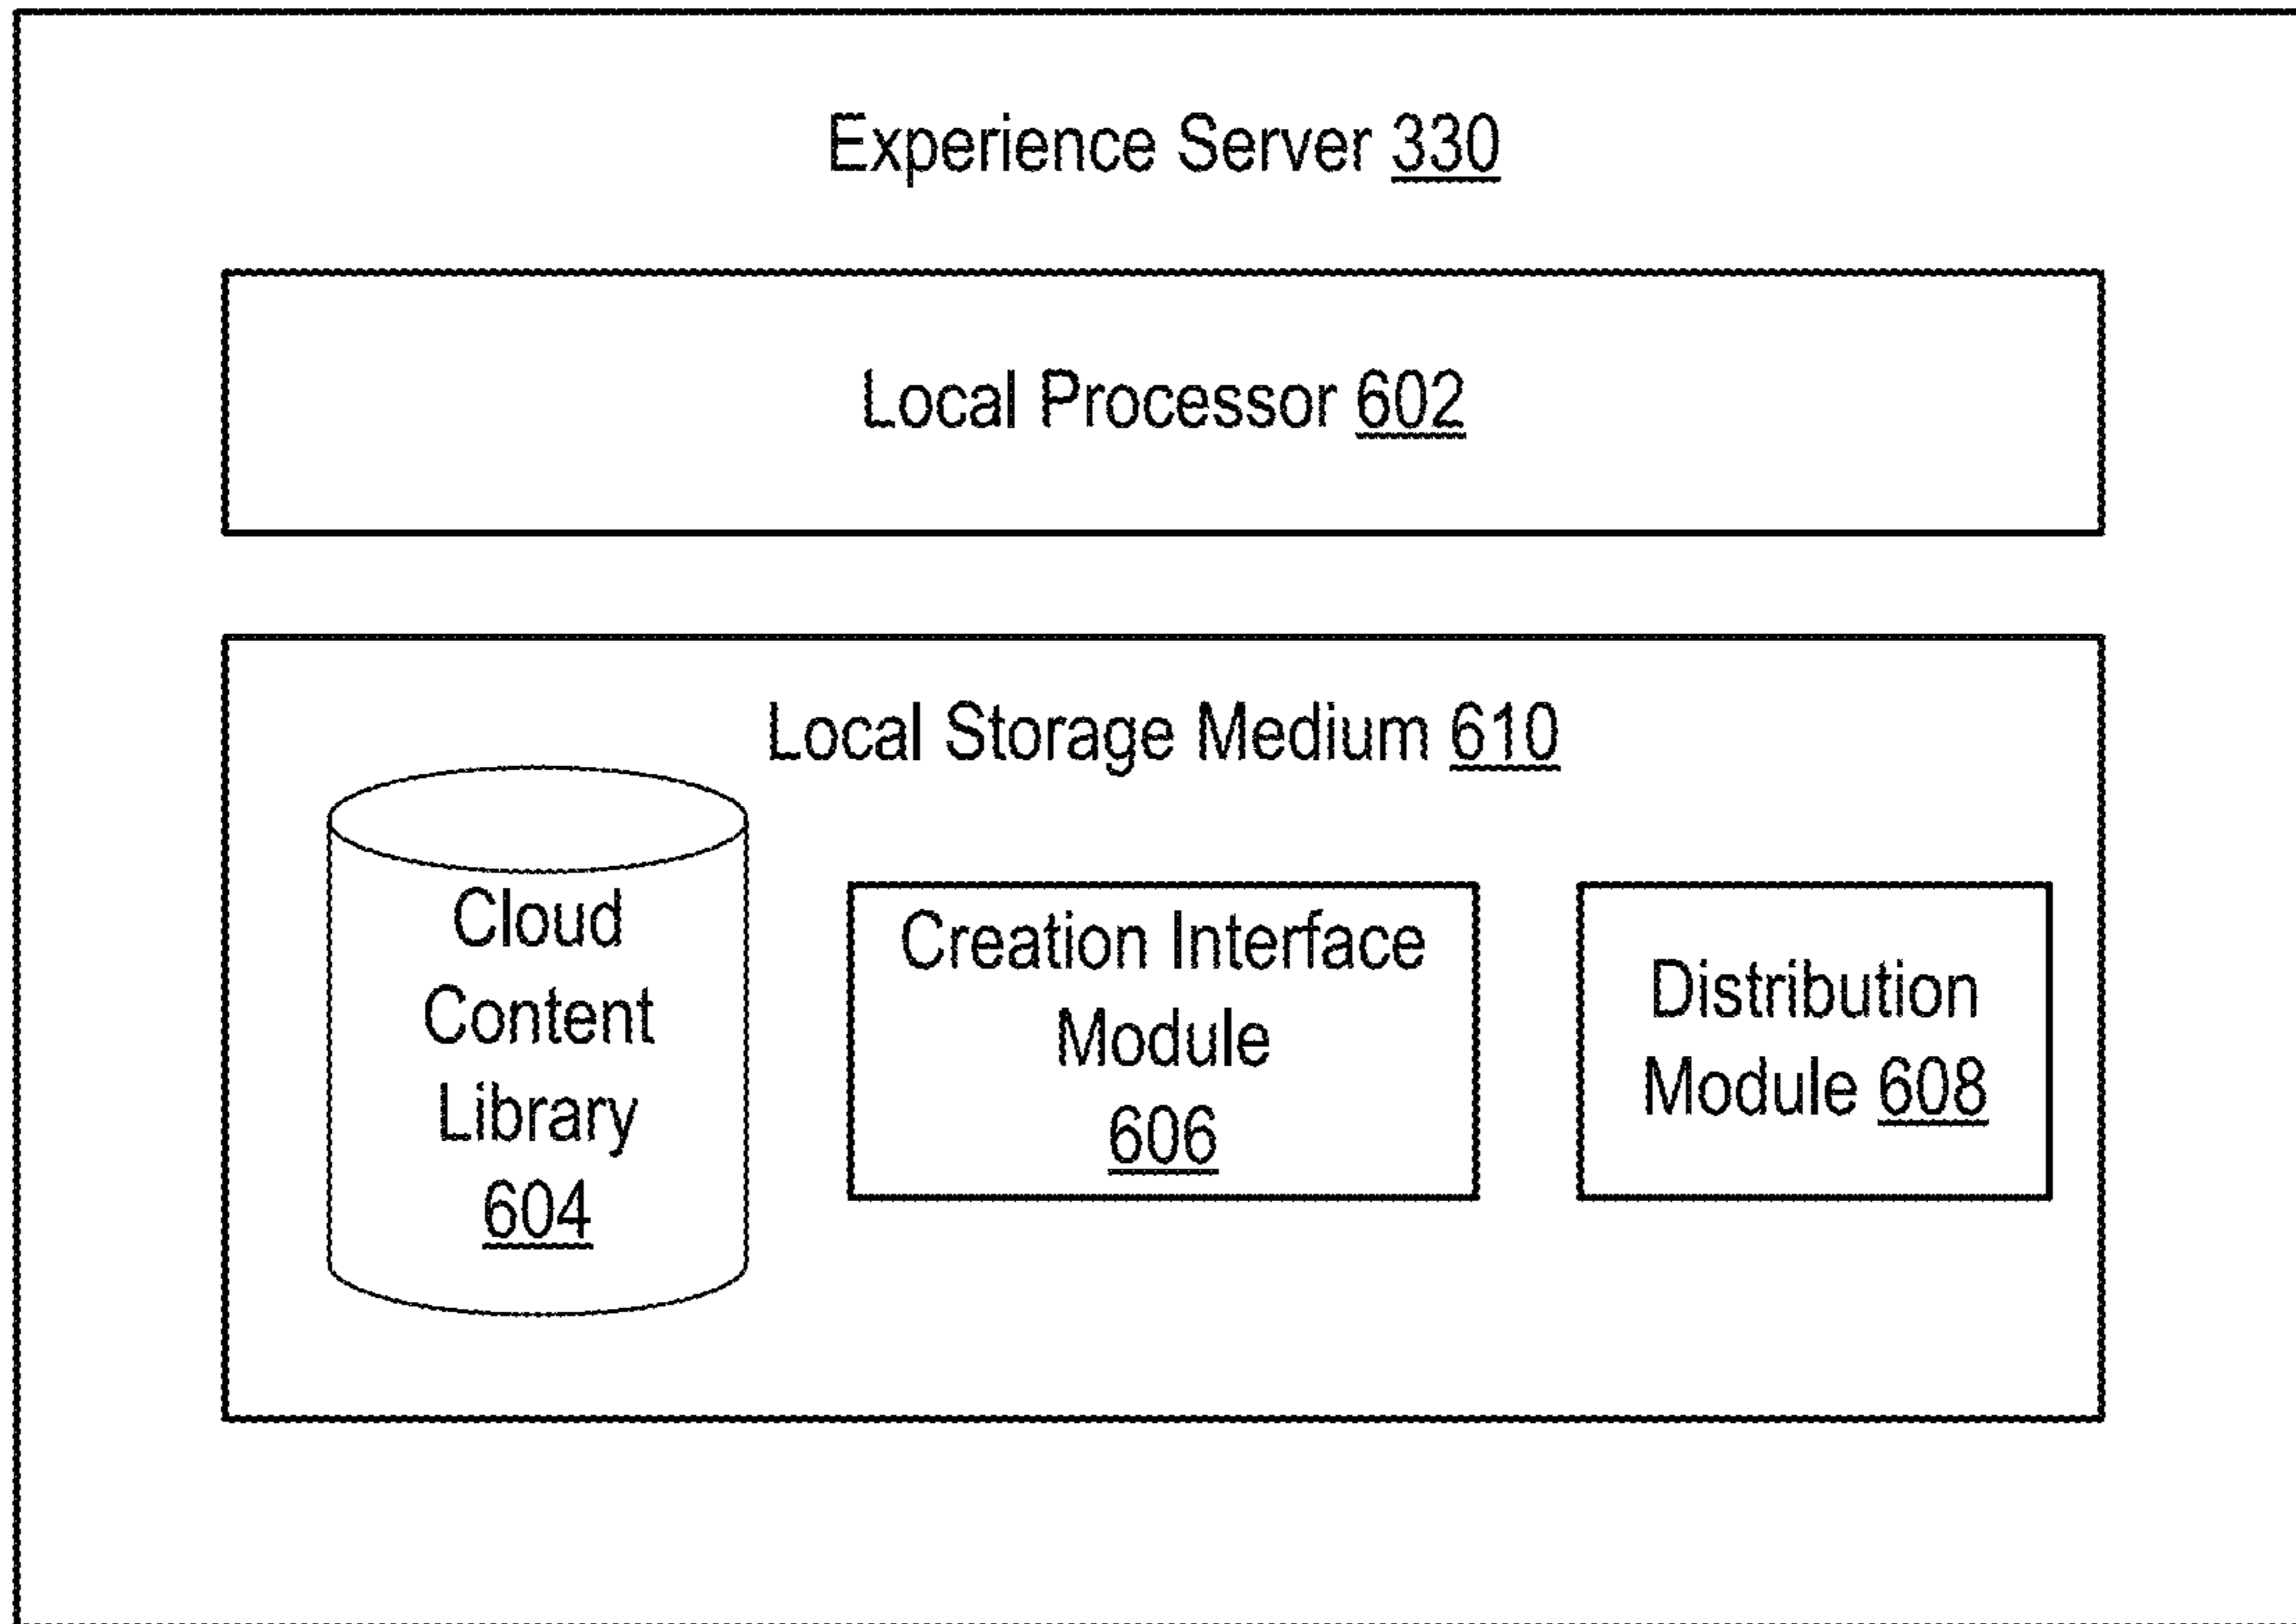 Experience Server 330
Local Processor 602
Local Storage Medium 610
Cloud
Content
Library
604
Creation Interface
Module
606
Distribution
Module 608